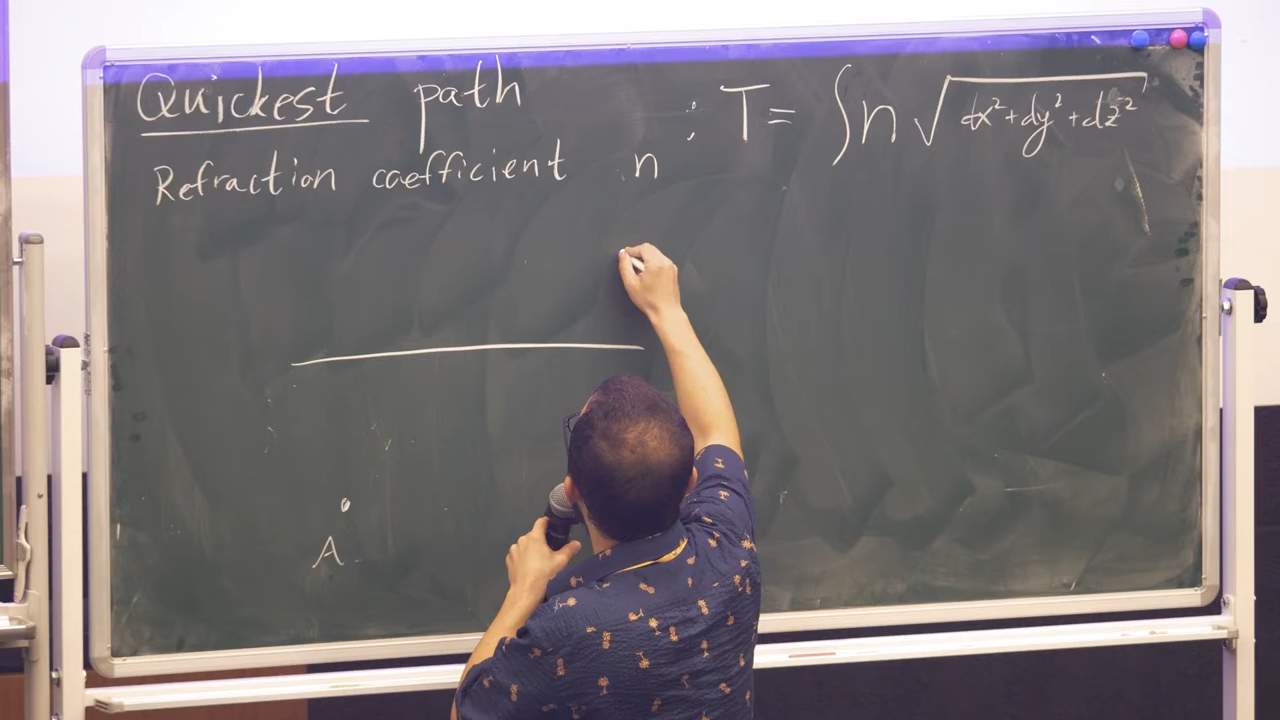 Quickest path : T = ∫ n √(dx² + dy² + dz²)
Refraction coefficient n
A